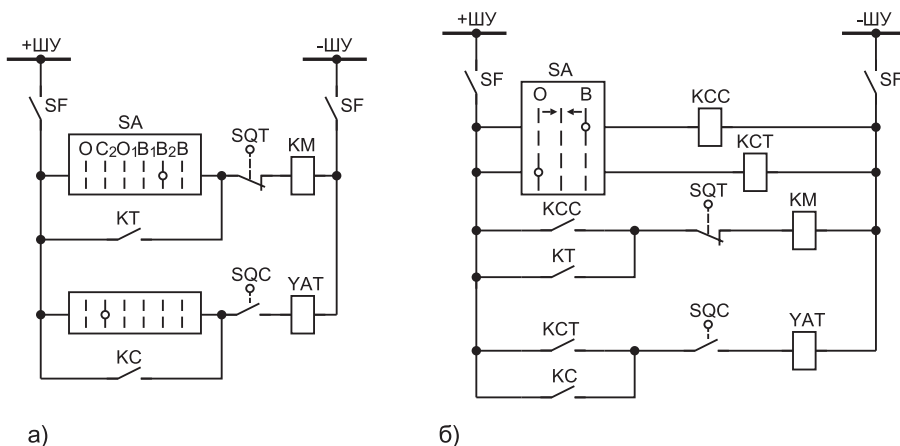 +ШУ
-ШУ
SF
SF
SA
O C₂O₁B₁B₂B
SQT
KM
KT
SQC
YAT
KC
а)
+ШУ
-ШУ
SF
SF
SA
O B
KCC
KCT
KCC
SQT
KM
KT
KCT
SQC
YAT
KC
б)